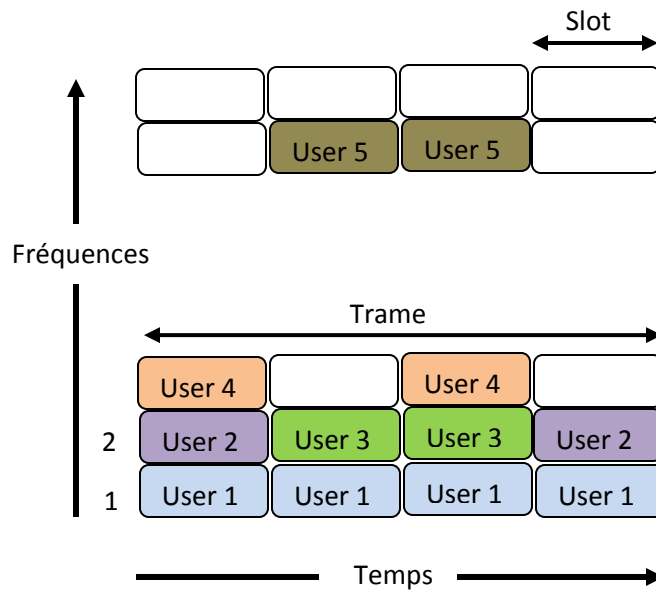 Slot
User 5 User 5
Fréquences
Trame
User 4 User 4
2 User 2 User 3 User 3 User 2
1 User 1 User 1 User 1 User 1
Temps